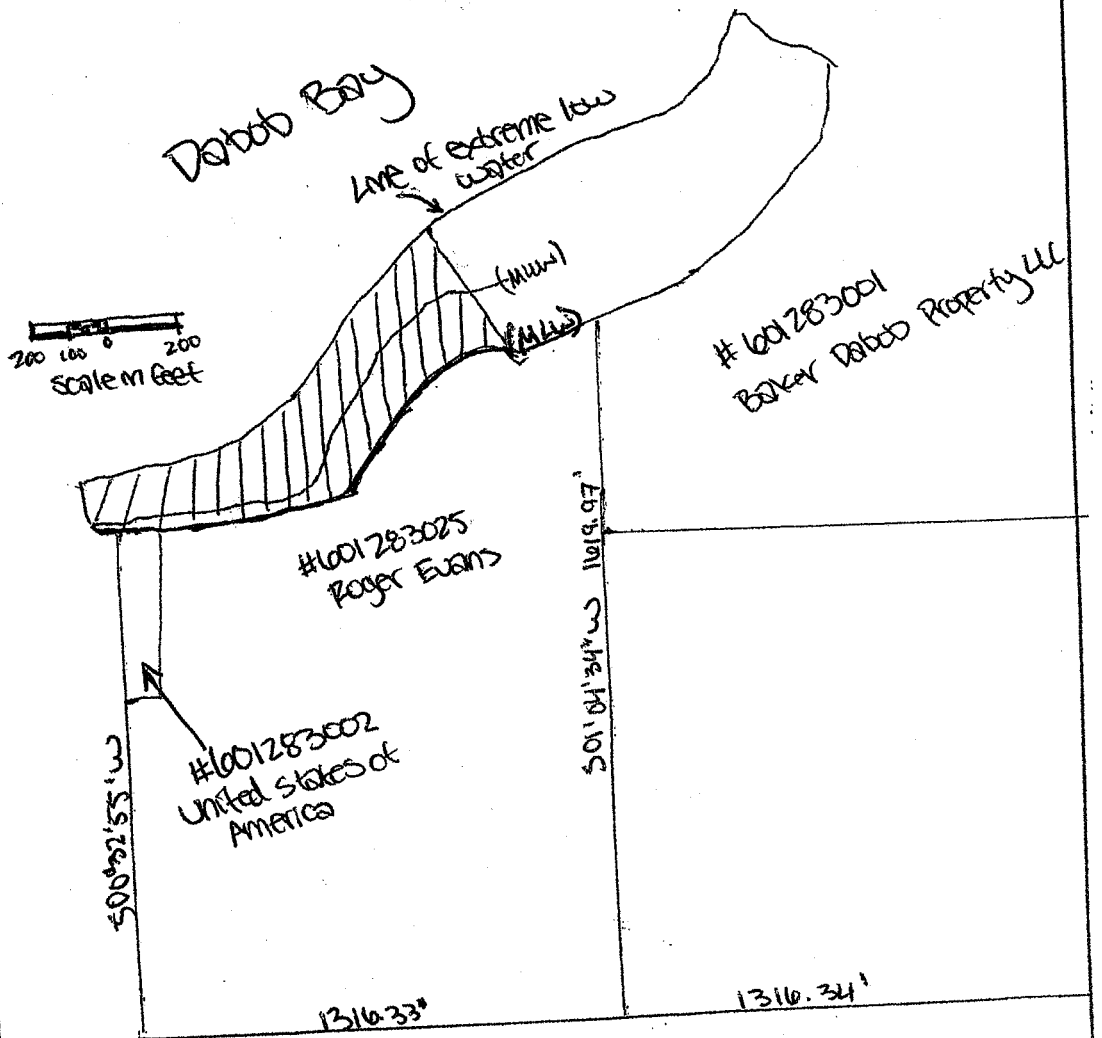 Dabob Bay
Line of extreme low
water
(MLLW)
(MLW)
200 100 0 200
scale in feet
#601283001
Baker Dabob Property LLC
#601283025
Roger Evans
1619.97'
S01°04'34"W
#601283002
United states of
America
S00°32'55"W
1316.33'
1316.34'